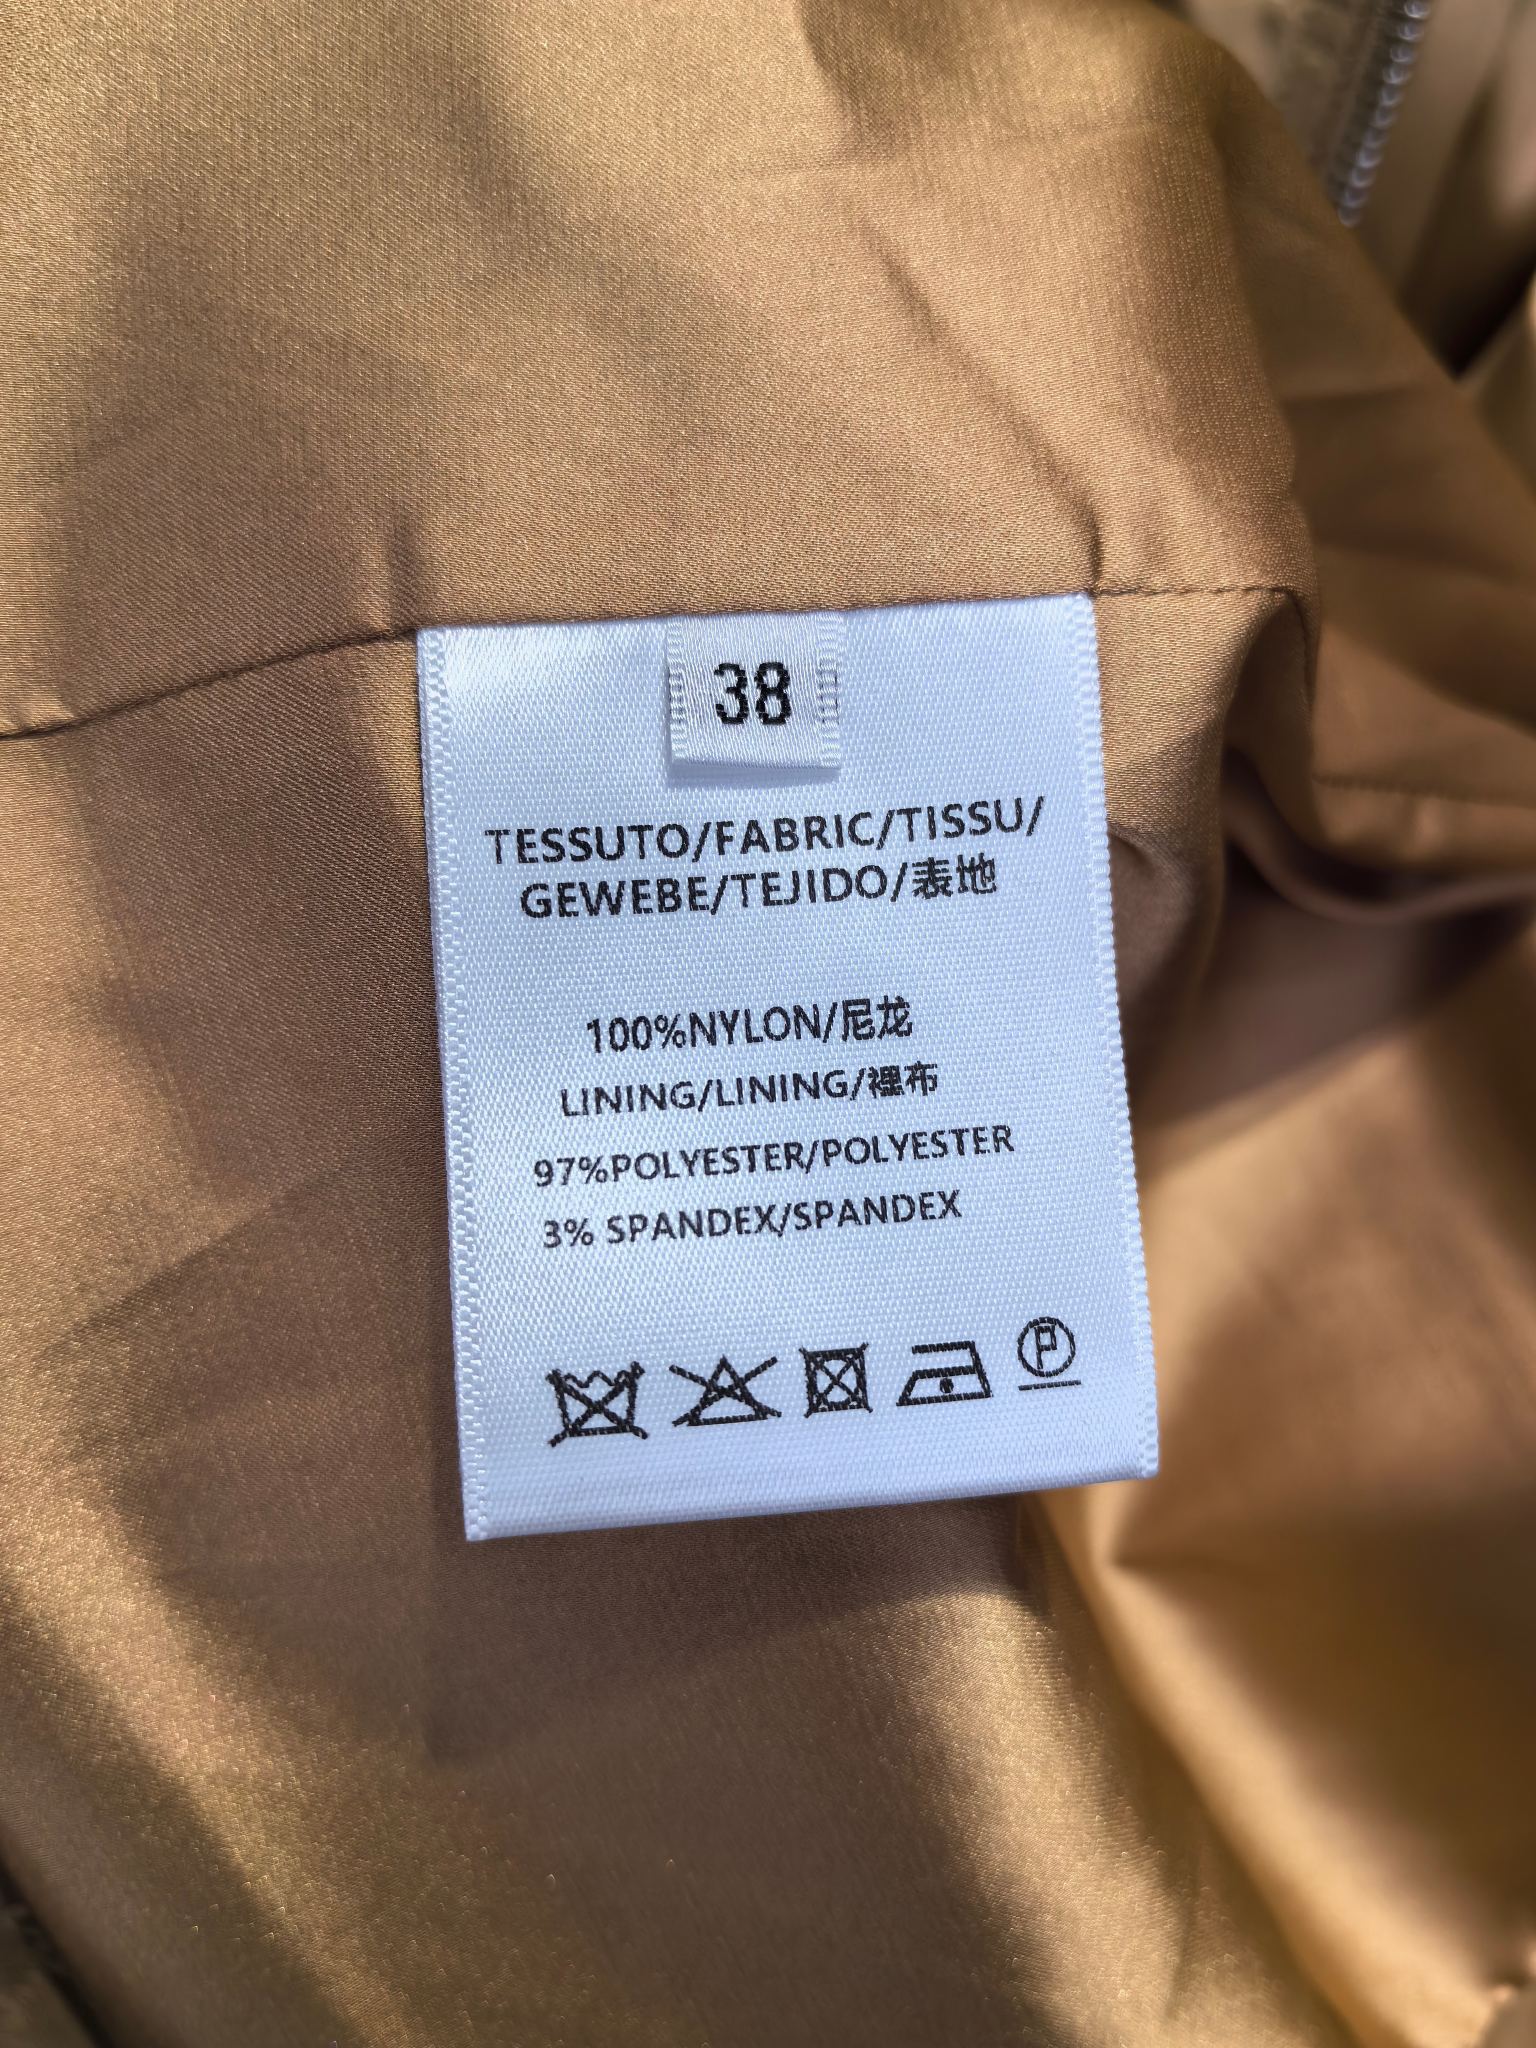 38
TESSUTO/FABRIC/TISSU/
GEWEBE/TEJIDO/表地
100%NYLON/尼龙
LINING/LINING/裡布
97%POLYESTER/POLYESTER
3% SPANDEX/SPANDEX
P